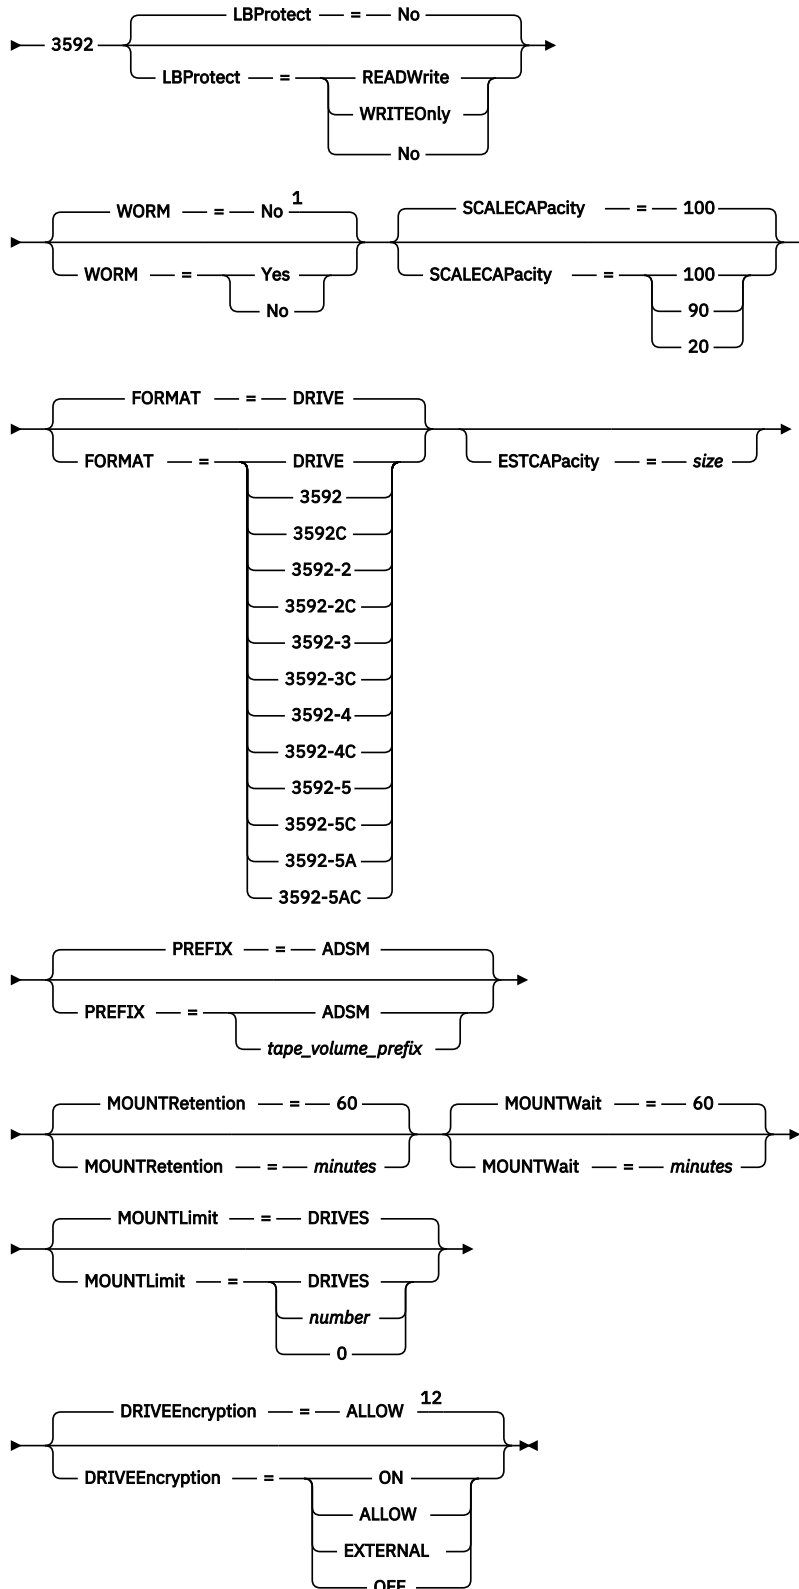 LBProtect = No
3592
LBProtect = READWrite
WRITEOnly
No
WORM = No 1
SCALECAPacity = 100
WORM = Yes
No
SCALECAPacity = 100
90
20
FORMAT = DRIVE
FORMAT = DRIVE
3592
3592C
3592-2
3592-2C
3592-3
3592-3C
3592-4
3592-4C
3592-5
3592-5C
3592-5A
3592-5AC
ESTCAPacity = size
PREFIX = ADSM
PREFIX = ADSM
tape_volume_prefix
MOUNTRetention = 60
MOUNTRetention = minutes
MOUNTWait = 60
MOUNTWait = minutes
MOUNTLimit = DRIVES
MOUNTLimit = DRIVES
number
0
DRIVEEncryption = ALLOW 12
DRIVEEncryption = ON
ALLOW
EXTERNAL
OFF